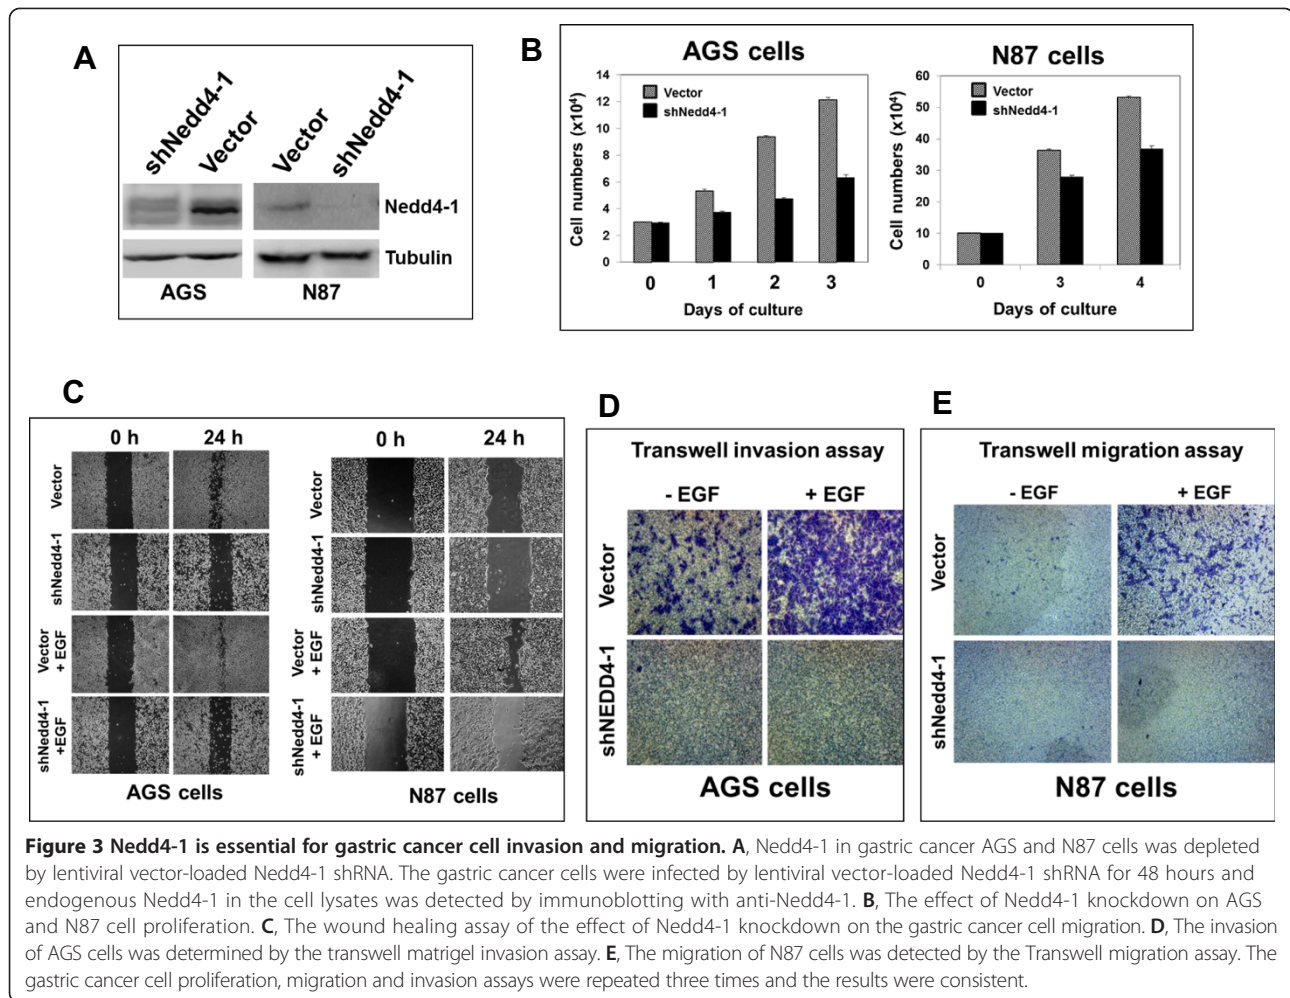 A
shNedd4-1
Vector
Vector
shNedd4-1
Nedd4-1
Tubulin
AGS
N87
B
AGS cells
Cell numbers (x10⁴)
14
12
10
8
6
4
2
0
Vector
shNedd4-1
0 1 2 3
Days of culture
N87 cells
Cell numbers (x10⁴)
60
50
40
30
20
10
0
Vector
shNedd4-1
0 3 4
Days of culture
C
0 h 24 h
Vector
shNedd4-1
Vector
+ EGF
shNedd4-1
+EGF
AGS cells
0 h 24 h
Vector
shNedd4-1
Vector
+ EGF
shNedd4-1
+ EGF
N87 cells
D
Transwell invasion assay
- EGF + EGF
Vector
shNEDD4-1
AGS cells
E
Transwell migration assay
- EGF + EGF
Vector
shNedd4-1
N87 cells
Figure 3 Nedd4-1 is essential for gastric cancer cell invasion and migration. A, Nedd4-1 in gastric cancer AGS and N87 cells was depleted
by lentiviral vector-loaded Nedd4-1 shRNA. The gastric cancer cells were infected by lentiviral vector-loaded Nedd4-1 shRNA for 48 hours and
endogenous Nedd4-1 in the cell lysates was detected by immunoblotting with anti-Nedd4-1. B, The effect of Nedd4-1 knockdown on AGS
and N87 cell proliferation. C, The wound healing assay of the effect of Nedd4-1 knockdown on the gastric cancer cell migration. D, The invasion
of AGS cells was determined by the transwell matrigel invasion assay. E, The migration of N87 cells was detected by the Transwell migration assay. The
gastric cancer cell proliferation, migration and invasion assays were repeated three times and the results were consistent.